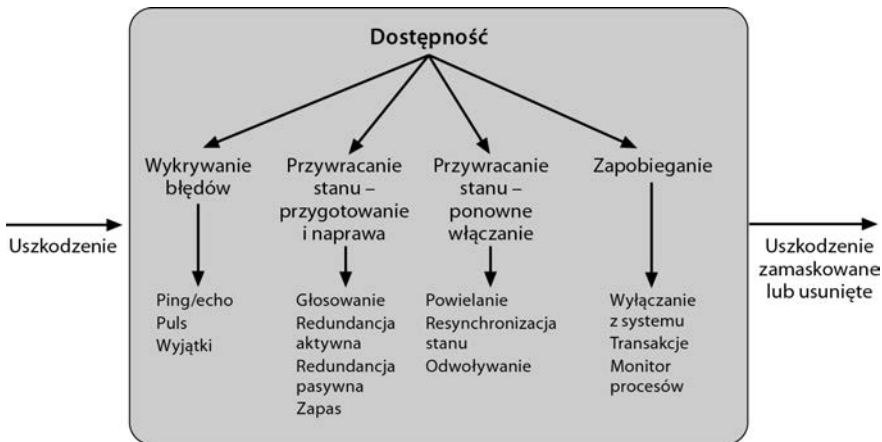 Dostępność
Wykrywanie
błędów
Przywracanie
stanu –
przygotowanie
i naprawa
Przywracanie
stanu –
ponowne
włączanie
Zapobieganie
Uszkodzenie
Uszkodzenie
zamaskowane
lub usunięte
Ping/echo
Puls
Wyjątki
Głosowanie
Redundancja
aktywna
Redundancja
pasywna
Zapas
Powielanie
Resynchronizacja
stanu
Odwoływanie
Wyłączanie
z systemu
Transakcje
Monitor
procesów